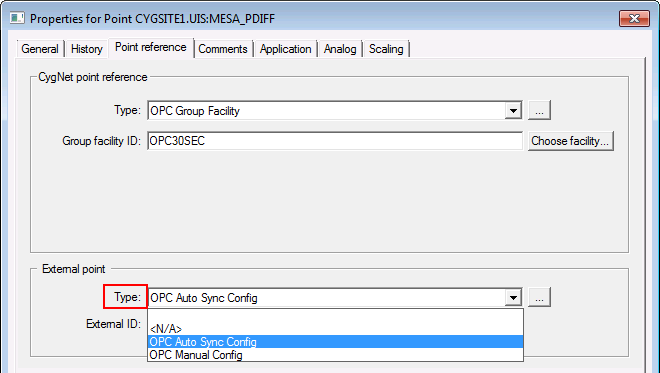 Properties for Point CYGSITE1.UIS:MESA_PDIFF
General History Point reference Comments Application Analog Scaling
CygNet point reference
Type: OPC Group Facility ...
Group facility ID: OPC30SEC Choose facility...
External point
Type: OPC Auto Sync Config ...
External ID:
<N/A>
OPC Auto Sync Config
OPC Manual Config